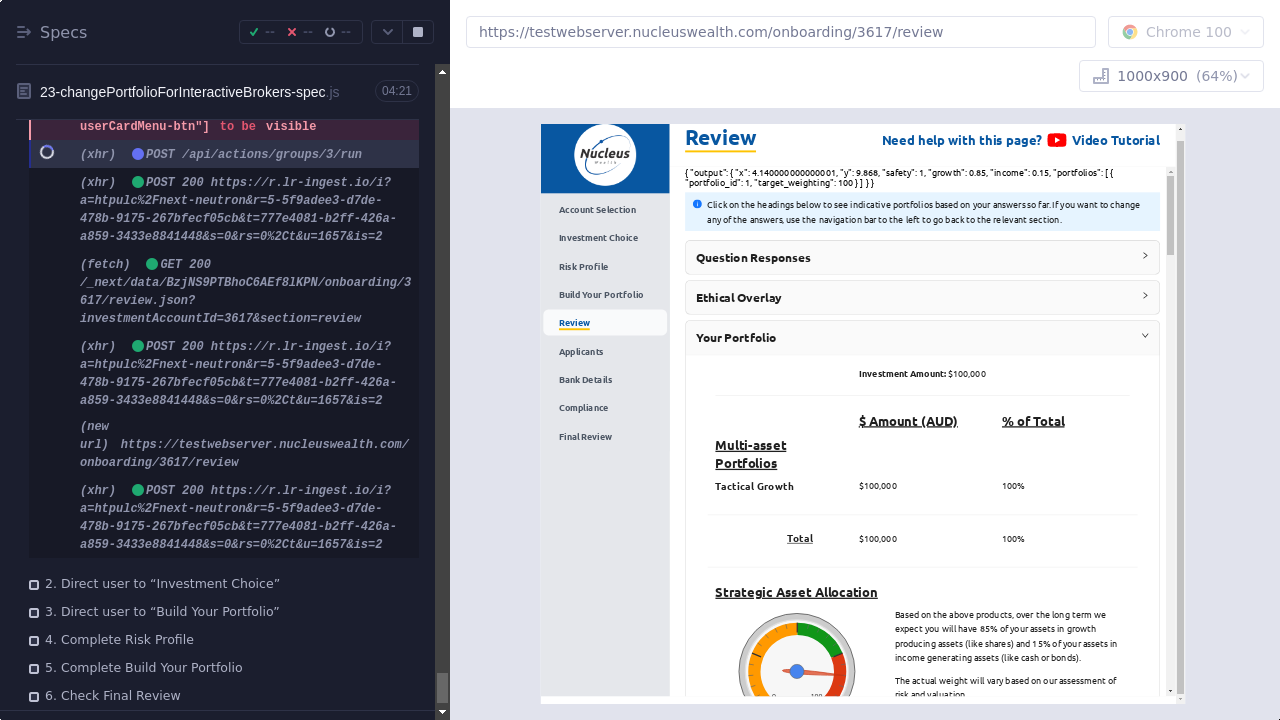 Specs
--
--
--
https://testwebserver.nucleuswealth.com/onboarding/3617/review
Chrome 100
1000x900 (64%)
23-changePortfolioForInteractiveBrokers-spec.js
04:21
userCardMenu-btn"] to be visible
(xhr) POST /api/actions/groups/3/run
(xhr) POST 200 https://r.lr-ingest.io/i?
a=htpulc%2Fnext-neutron&r=5-5f9adee3-d7de-
478b-9175-267bfecf05cb&t=777e4081-b2ff-426a-
a859-3433e8841448&s=0&rs=0%2Ct&u=1657&is=2
(fetch) GET 200
/_next/data/BzjNS9PTBhoC6AEf8lKPN/onboarding/3
617/review.json?
investmentAccountId=3617&section=review
(xhr) POST 200 https://r.lr-ingest.io/i?
a=htpulc%2Fnext-neutron&r=5-5f9adee3-d7de-
478b-9175-267bfecf05cb&t=777e4081-b2ff-426a-
a859-3433e8841448&s=0&rs=0%2Ct&u=1657&is=2
(new
url) https://testwebserver.nucleuswealth.com/
onboarding/3617/review
(xhr) POST 200 https://r.lr-ingest.io/i?
a=htpulc%2Fnext-neutron&r=5-5f9adee3-d7de-
478b-9175-267bfecf05cb&t=777e4081-b2ff-426a-
a859-3433e8841448&s=0&rs=0%2Ct&u=1657&is=2
2. Direct user to “Investment Choice”
3. Direct user to “Build Your Portfolio”
4. Complete Risk Profile
5. Complete Build Your Portfolio
6. Check Final Review
Nucleus
Wealth
Account Selection
Investment Choice
Risk Profile
Build Your Portfolio
Review
Applicants
Bank Details
Compliance
Final Review
Review
Need help with this page? Video Tutorial
{ "output": { "x": 4.140000000000001, "y": 9.868, "safety": 1, "growth": 0.85, "income": 0.15, "portfolios": [ {
"portfolio_id": 1, "target_weighting": 100 } ] } }
Click on the headings below to see indicative portfolios based on your answers so far. If you want to change
any of the answers, use the navigation bar to the left to go back to the relevant section.
Question Responses
Ethical Overlay
Your Portfolio
Investment Amount: $100,000
$ Amount (AUD)
% of Total
Multi-asset
Portfolios
Tactical Growth
$100,000
100%
Total
$100,000
100%
Strategic Asset Allocation
Based on the above products, over the long term we
expect you will have 85% of your assets in growth
producing assets (like shares) and 15% of your assets in
income generating assets (like cash or bonds).
The actual weight will vary based on our assessment of
risk and valuation.
0
100